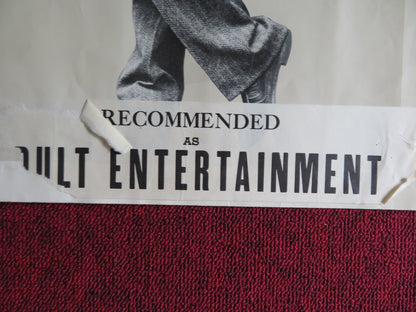 RECOMMENDED
AS
DULT ENTERTAINMENT